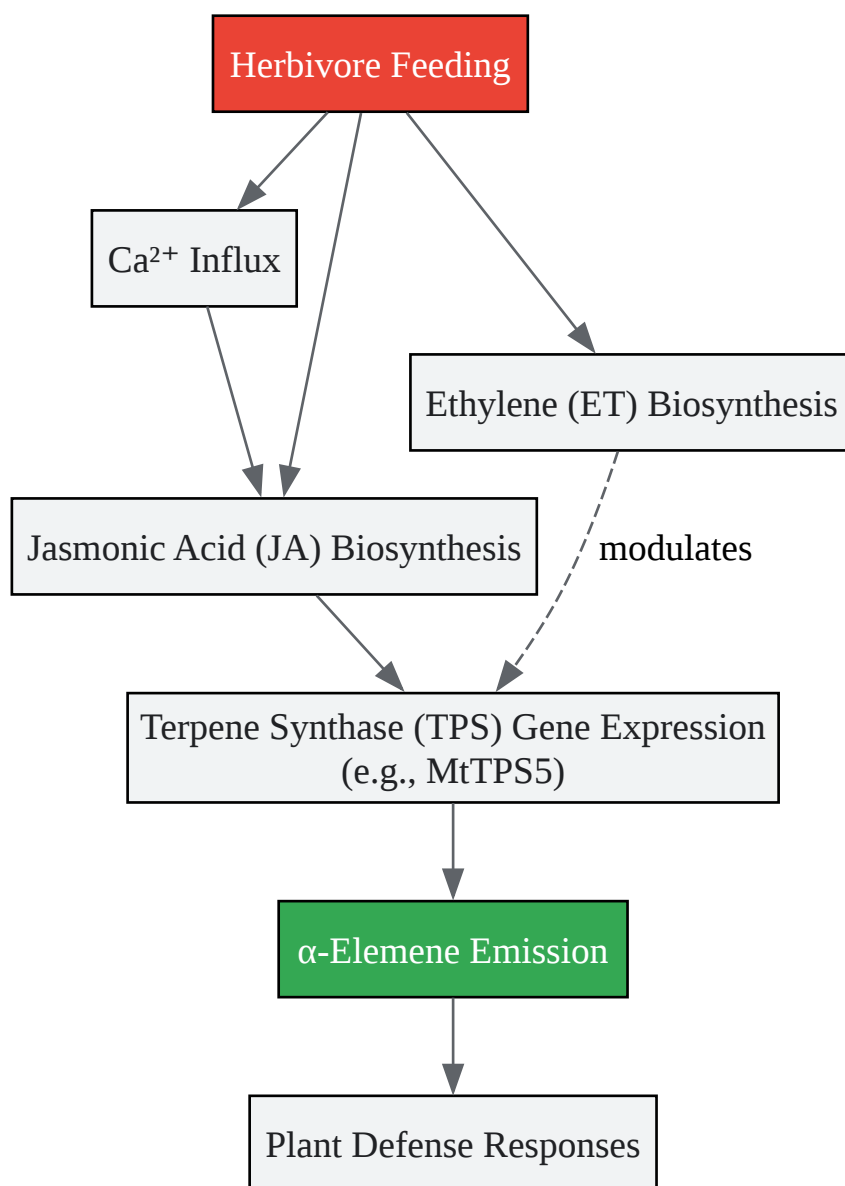 Herbivore Feeding
Ca²⁺ Influx
Ethylene (ET) Biosynthesis
Jasmonic Acid (JA) Biosynthesis
modulates
Terpene Synthase (TPS) Gene Expression
(e.g., MtTPS5)
α-Elemene Emission
Plant Defense Responses